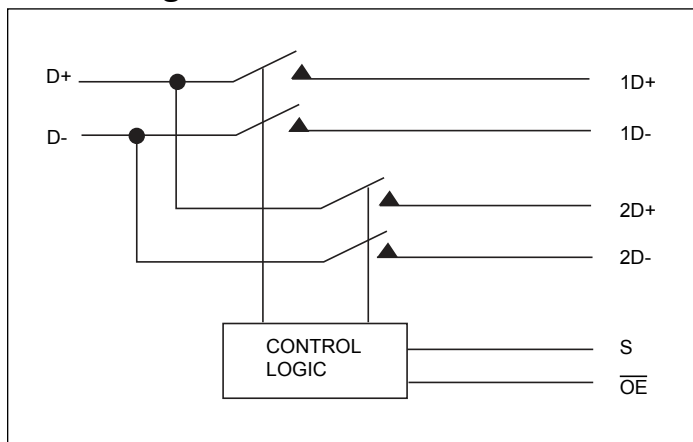 D+
1D+
D-
1D-
2D+
2D-
CONTROL
LOGIC
S
OE